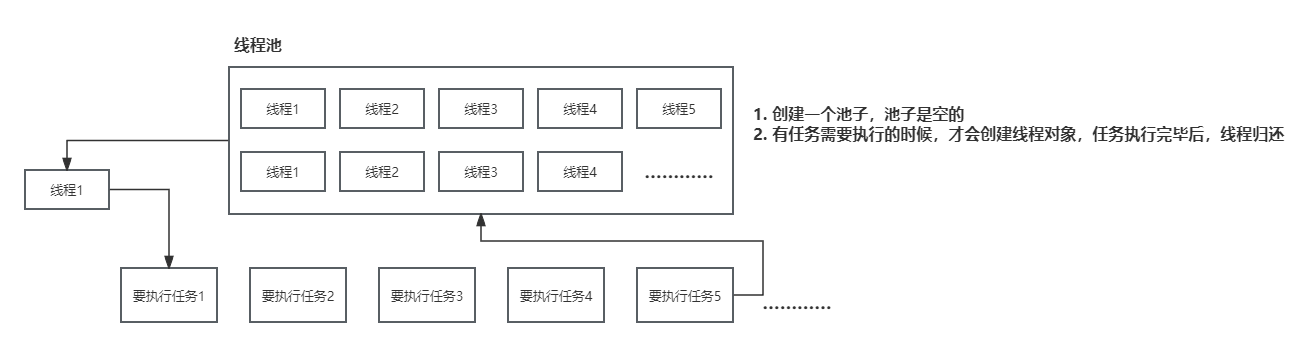 线程池
线程1
线程2
线程3
线程4
线程5
1. 创建一个池子，池子是空的
2. 有任务需要执行的时候，才会创建线程对象，任务执行完毕后，线程归还
线程1
线程2
线程3
线程4
............
线程1
要执行任务1
要执行任务2
要执行任务3
要执行任务4
要执行任务5
............